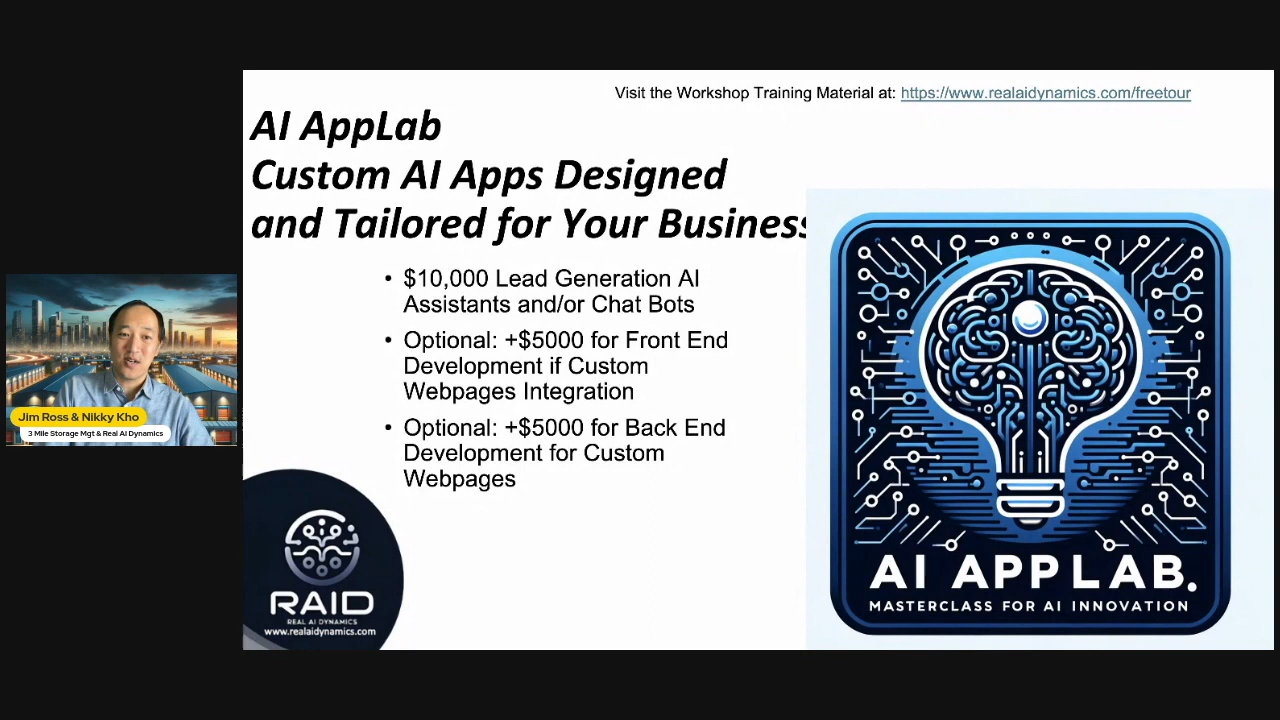 Visit the Workshop Training Material at: https://www.realaidynamics.com/freetour
AI AppLab
Custom AI Apps Designed
and Tailored for Your Business
• $10,000 Lead Generation AI
Assistants and/or Chat Bots
• Optional: +$5000 for Front End
Development if Custom
Webpages Integration
• Optional: +$5000 for Back End
Development for Custom
Webpages
Jim Ross & Nikky Kho
3 Mile Storage Mgt & Real AI Dynamics
RAID
REAL AI DYNAMICS
www.realaidynamics.com
AI APPLAB.
MASTERCLASS FOR AI INNOVATION